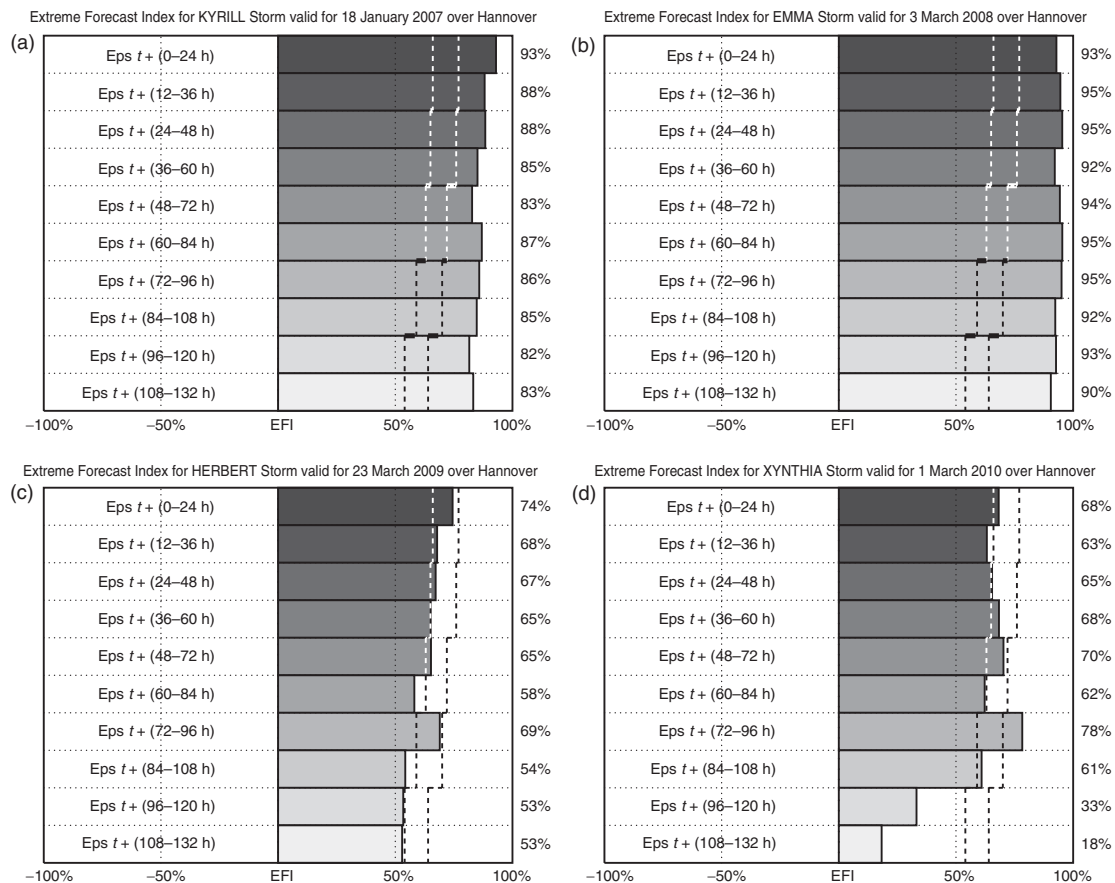 Extreme Forecast Index for KYRILL Storm valid for 18 January 2007 over Hannover
(a)
Eps t + (0–24 h) 93%
Eps t + (12–36 h) 88%
Eps t + (24–48 h) 88%
Eps t + (36–60 h) 85%
Eps t + (48–72 h) 83%
Eps t + (60–84 h) 87%
Eps t + (72–96 h) 86%
Eps t + (84–108 h) 85%
Eps t + (96–120 h) 82%
Eps t + (108–132 h) 83%
−100% −50% EFI 50% 100%
Extreme Forecast Index for EMMA Storm valid for 3 March 2008 over Hannover
(b)
Eps t + (0–24 h) 93%
Eps t + (12–36 h) 95%
Eps t + (24–48 h) 95%
Eps t + (36–60 h) 92%
Eps t + (48–72 h) 94%
Eps t + (60–84 h) 95%
Eps t + (72–96 h) 95%
Eps t + (84–108 h) 92%
Eps t + (96–120 h) 93%
Eps t + (108–132 h) 90%
−100% −50% EFI 50% 100%
Extreme Forecast Index for HERBERT Storm valid for 23 March 2009 over Hannover
(c)
Eps t + (0–24 h) 74%
Eps t + (12–36 h) 68%
Eps t + (24–48 h) 67%
Eps t + (36–60 h) 65%
Eps t + (48–72 h) 65%
Eps t + (60–84 h) 58%
Eps t + (72–96 h) 69%
Eps t + (84–108 h) 54%
Eps t + (96–120 h) 53%
Eps t + (108–132 h) 53%
−100% −50% EFI 50% 100%
Extreme Forecast Index for XYNTHIA Storm valid for 1 March 2010 over Hannover
(d)
Eps t + (0–24 h) 68%
Eps t + (12–36 h) 63%
Eps t + (24–48 h) 65%
Eps t + (36–60 h) 68%
Eps t + (48–72 h) 70%
Eps t + (60–84 h) 62%
Eps t + (72–96 h) 78%
Eps t + (84–108 h) 61%
Eps t + (96–120 h) 33%
Eps t + (108–132 h) 18%
−100% −50% EFI 50% 100%